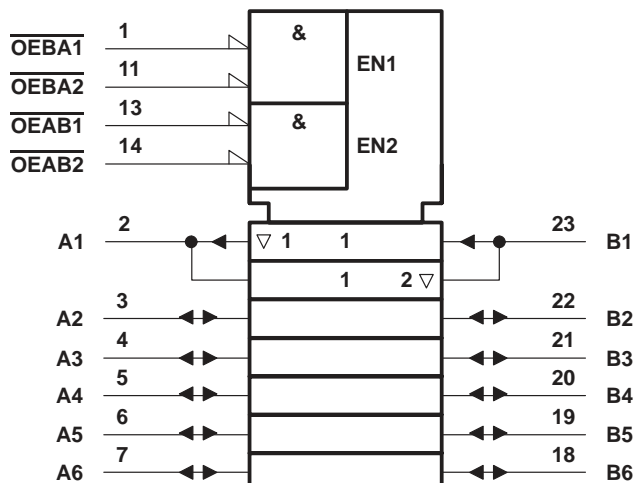 OEBA1 1 &
EN1
OEBA2 11
OEAB1 13 &
EN2
OEAB2 14
A1 2 ▽ 1 1 23 B1
1 2 ▽
A2 3 22 B2
A3 4 21 B3
A4 5 20 B4
A5 6 19 B5
A6 7 18 B6